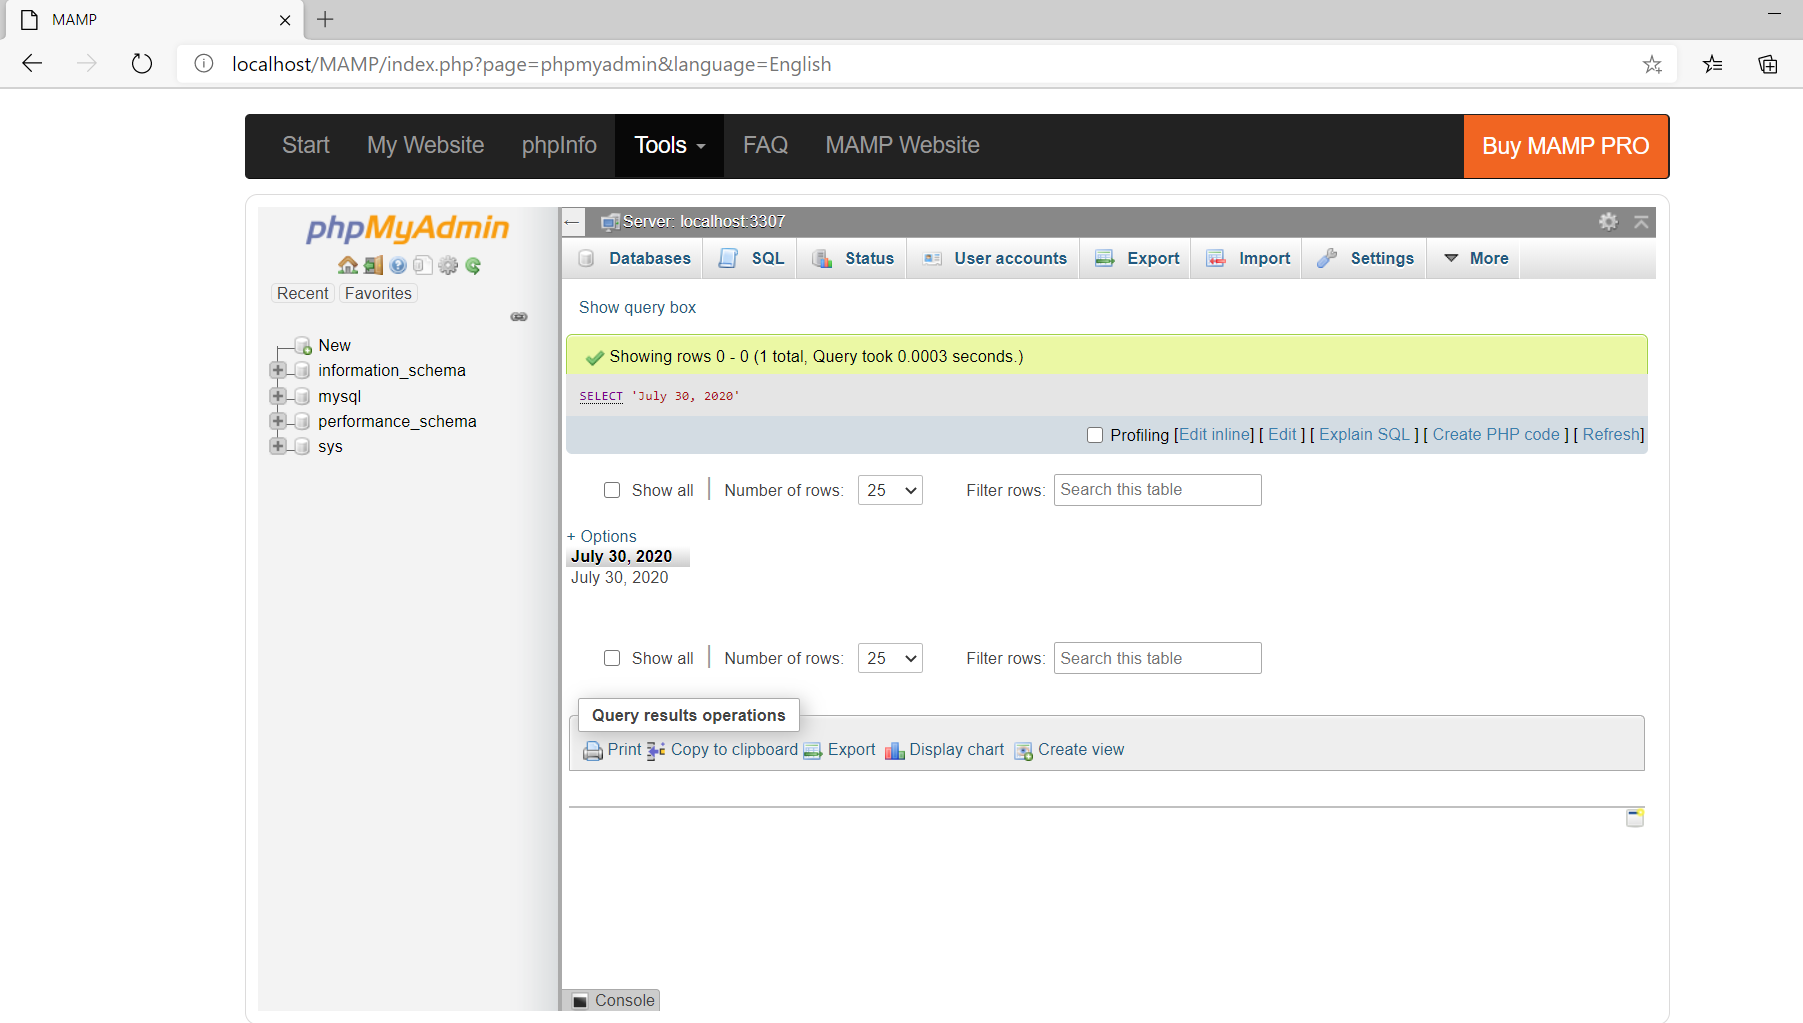 MAMP
localhost/MAMP/index.php?page=phpmyadmin&language=English
Start My Website phpInfo Tools FAQ MAMP Website Buy MAMP PRO
phpMyAdmin
Recent Favorites
New
information_schema
mysql
performance_schema
sys
Server: localhost:3307
Databases SQL Status User accounts Export Import Settings More
Show query box
Showing rows 0 - 0 (1 total, Query took 0.0003 seconds.)
SELECT 'July 30, 2020'
Profiling [Edit inline] [ Edit ] [ Explain SQL ] [ Create PHP code ] [ Refresh]
Show all Number of rows: 25 Filter rows: Search this table
+ Options
July 30, 2020
July 30, 2020
Show all Number of rows: 25 Filter rows: Search this table
Query results operations
Print Copy to clipboard Export Display chart Create view
Console